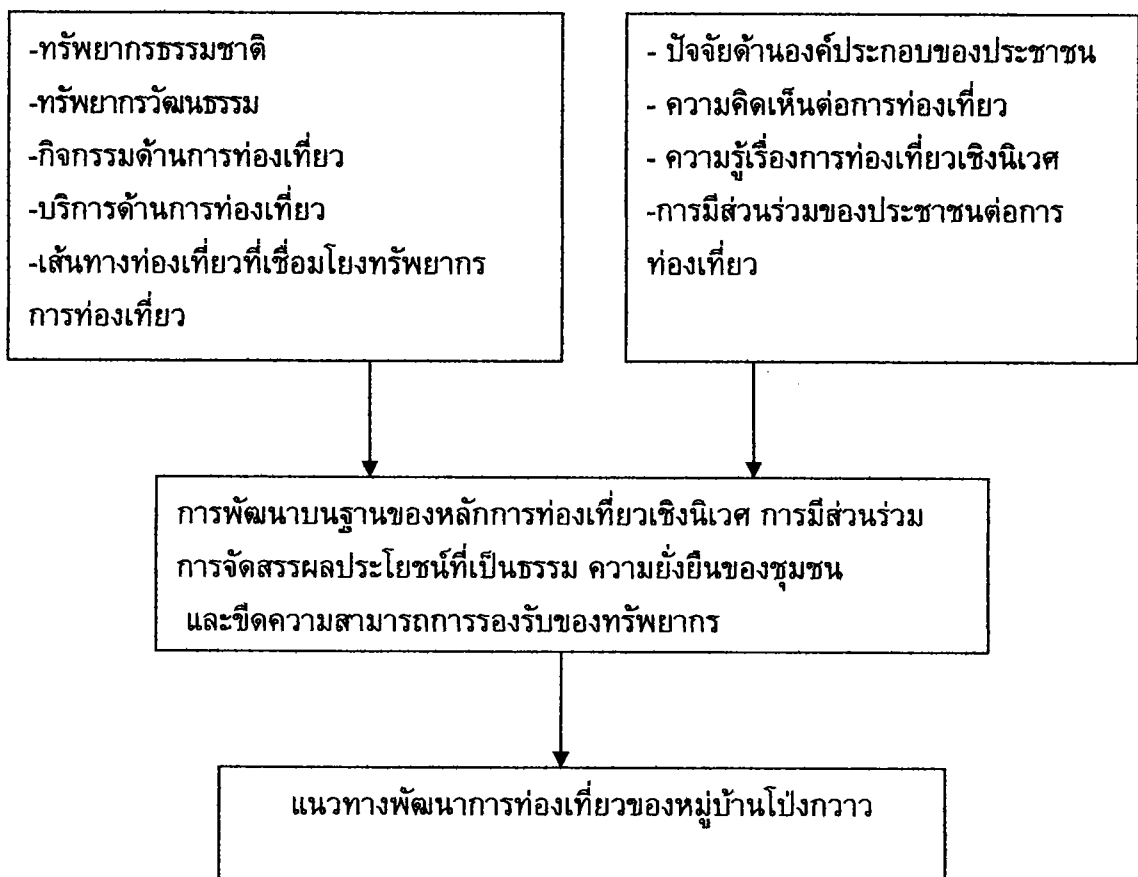 -ทรัพยากรธรรมชาติ
-ทรัพยากรวัฒนธรรม
-กิจกรรมด้านการท่องเที่ยว
-บริการด้านการท่องเที่ยว
-เส้นทางท่องเที่ยวที่เชื่อมโยงทรัพยากร
การท่องเที่ยว
- ปัจจัยด้านองค์ประกอบของประชาชน
- ความคิดเห็นต่อการท่องเที่ยว
- ความรู้เรื่องการท่องเที่ยวเชิงนิเวศ
-การมีส่วนร่วมของประชาชนต่อการ
ท่องเที่ยว
การพัฒนาบนฐานของหลักการท่องเที่ยวเชิงนิเวศ การมีส่วนร่วม
การจัดสรรผลประโยชน์ที่เป็นธรรม ความยั่งยืนของชุมชน
และขีดความสามารถการรองรับของทรัพยากร
แนวทางพัฒนาการท่องเที่ยวของหมู่บ้านโป่งกวาว